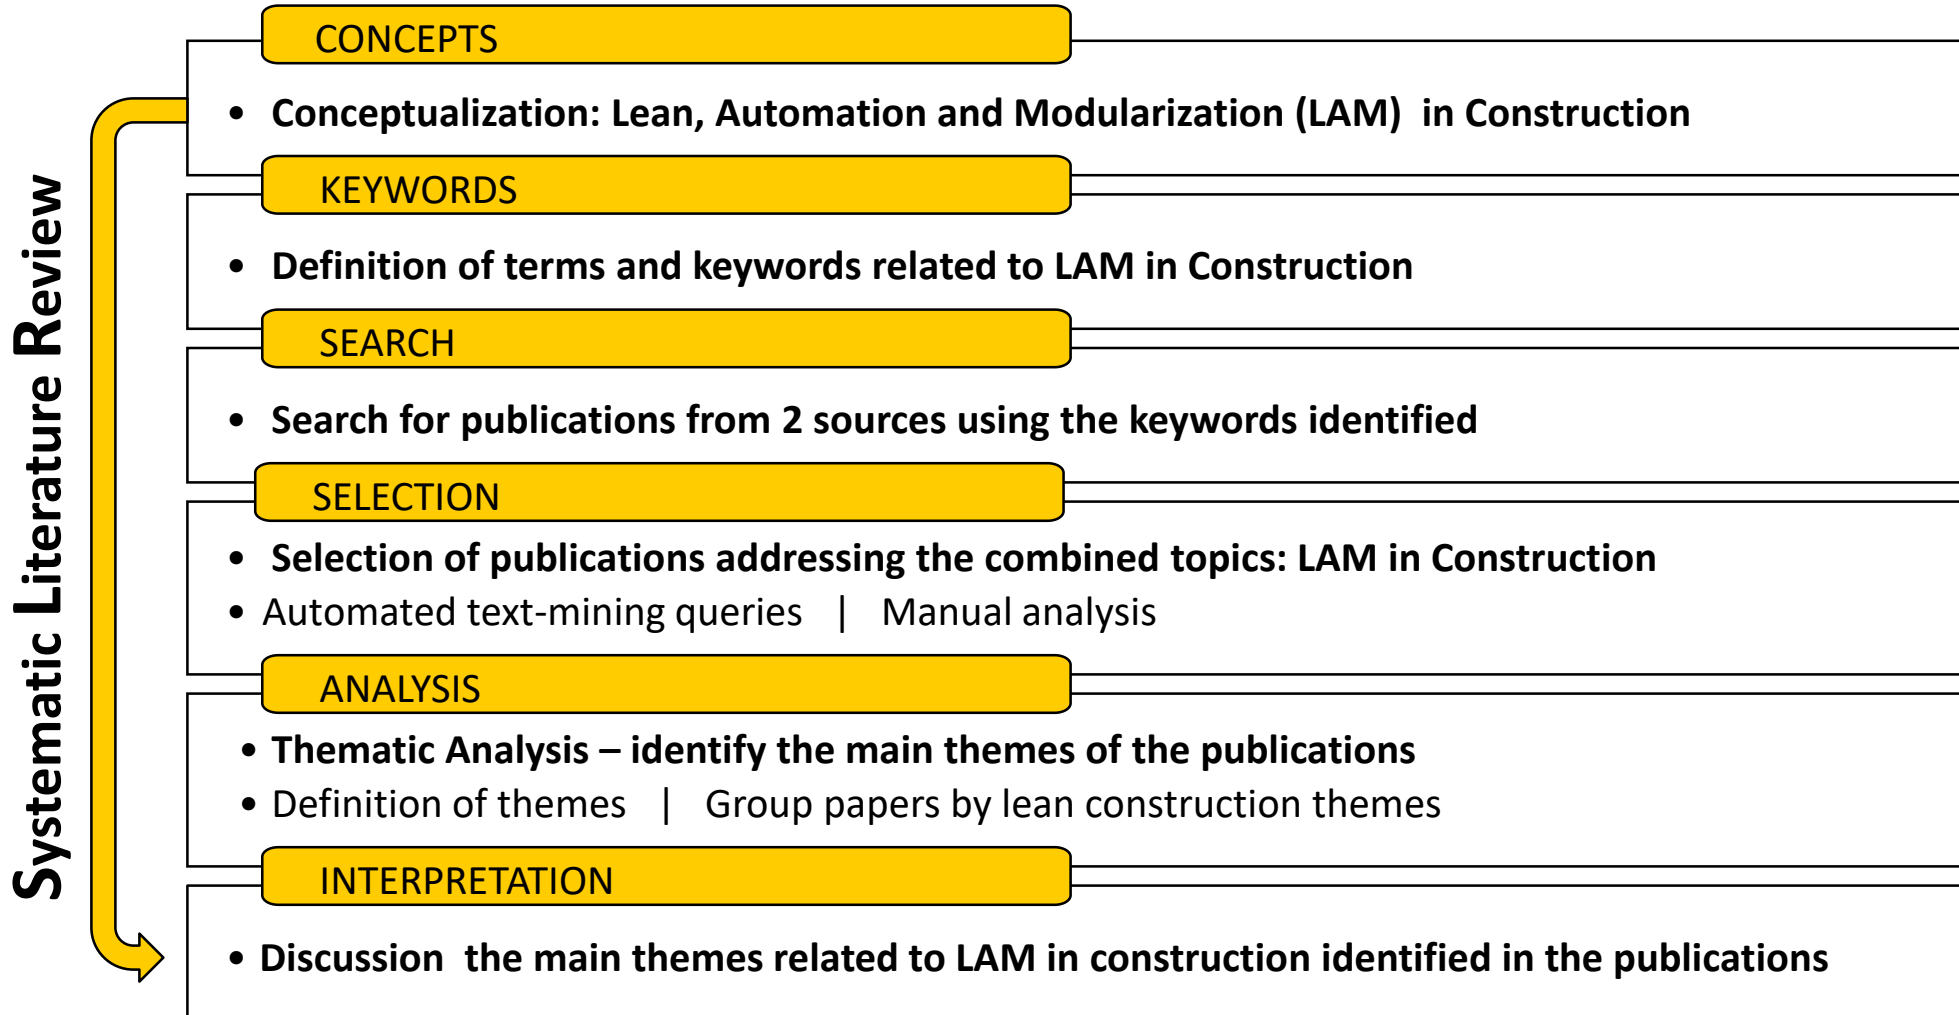 Systematic Literature Review
CONCEPTS
• Conceptualization: Lean, Automation and Modularization (LAM)  in Construction
KEYWORDS
• Definition of terms and keywords related to LAM in Construction
SEARCH
• Search for publications from 2 sources using the keywords identified
SELECTION
• Selection of publications addressing the combined topics: LAM in Construction
• Automated text-mining queries | Manual analysis
ANALYSIS
• Thematic Analysis – identify the main themes of the publications
• Definition of themes | Group papers by lean construction themes
INTERPRETATION
• Discussion  the main themes related to LAM in construction identified in the publications